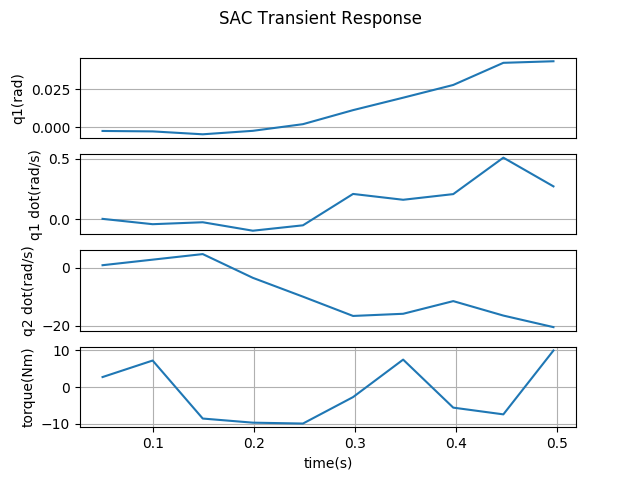 SAC Transient Response
q1(rad)
0.025
0.000
q1 dot(rad/s)
0.5
0.0
q2 dot(rad/s)
0
−20
torque(Nm)
10
0
−10
0.1 0.2 0.3 0.4 0.5
time(s)